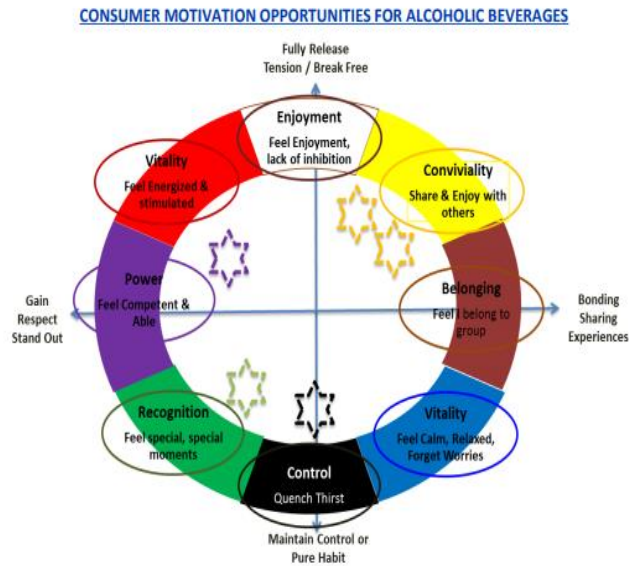 CONSUMER MOTIVATION OPPORTUNITIES FOR ALCOHOLIC BEVERAGES
Fully Release
Tension / Break Free
Enjoyment
Feel Enjoyment,
lack of inhibition
Vitality
Feel Energized &
stimulated
Conviviality
Share & Enjoy with
others
Power
Feel Competent &
Able
Belonging
Feel I belong to
group
Gain
Respect
Stand Out
Bonding
Sharing
Experiences
Recognition
Feel special, special
moments
Vitality
Feel Calm, Relaxed,
Forget Worries
Control
Quench Thirst
Maintain Control or
Pure Habit